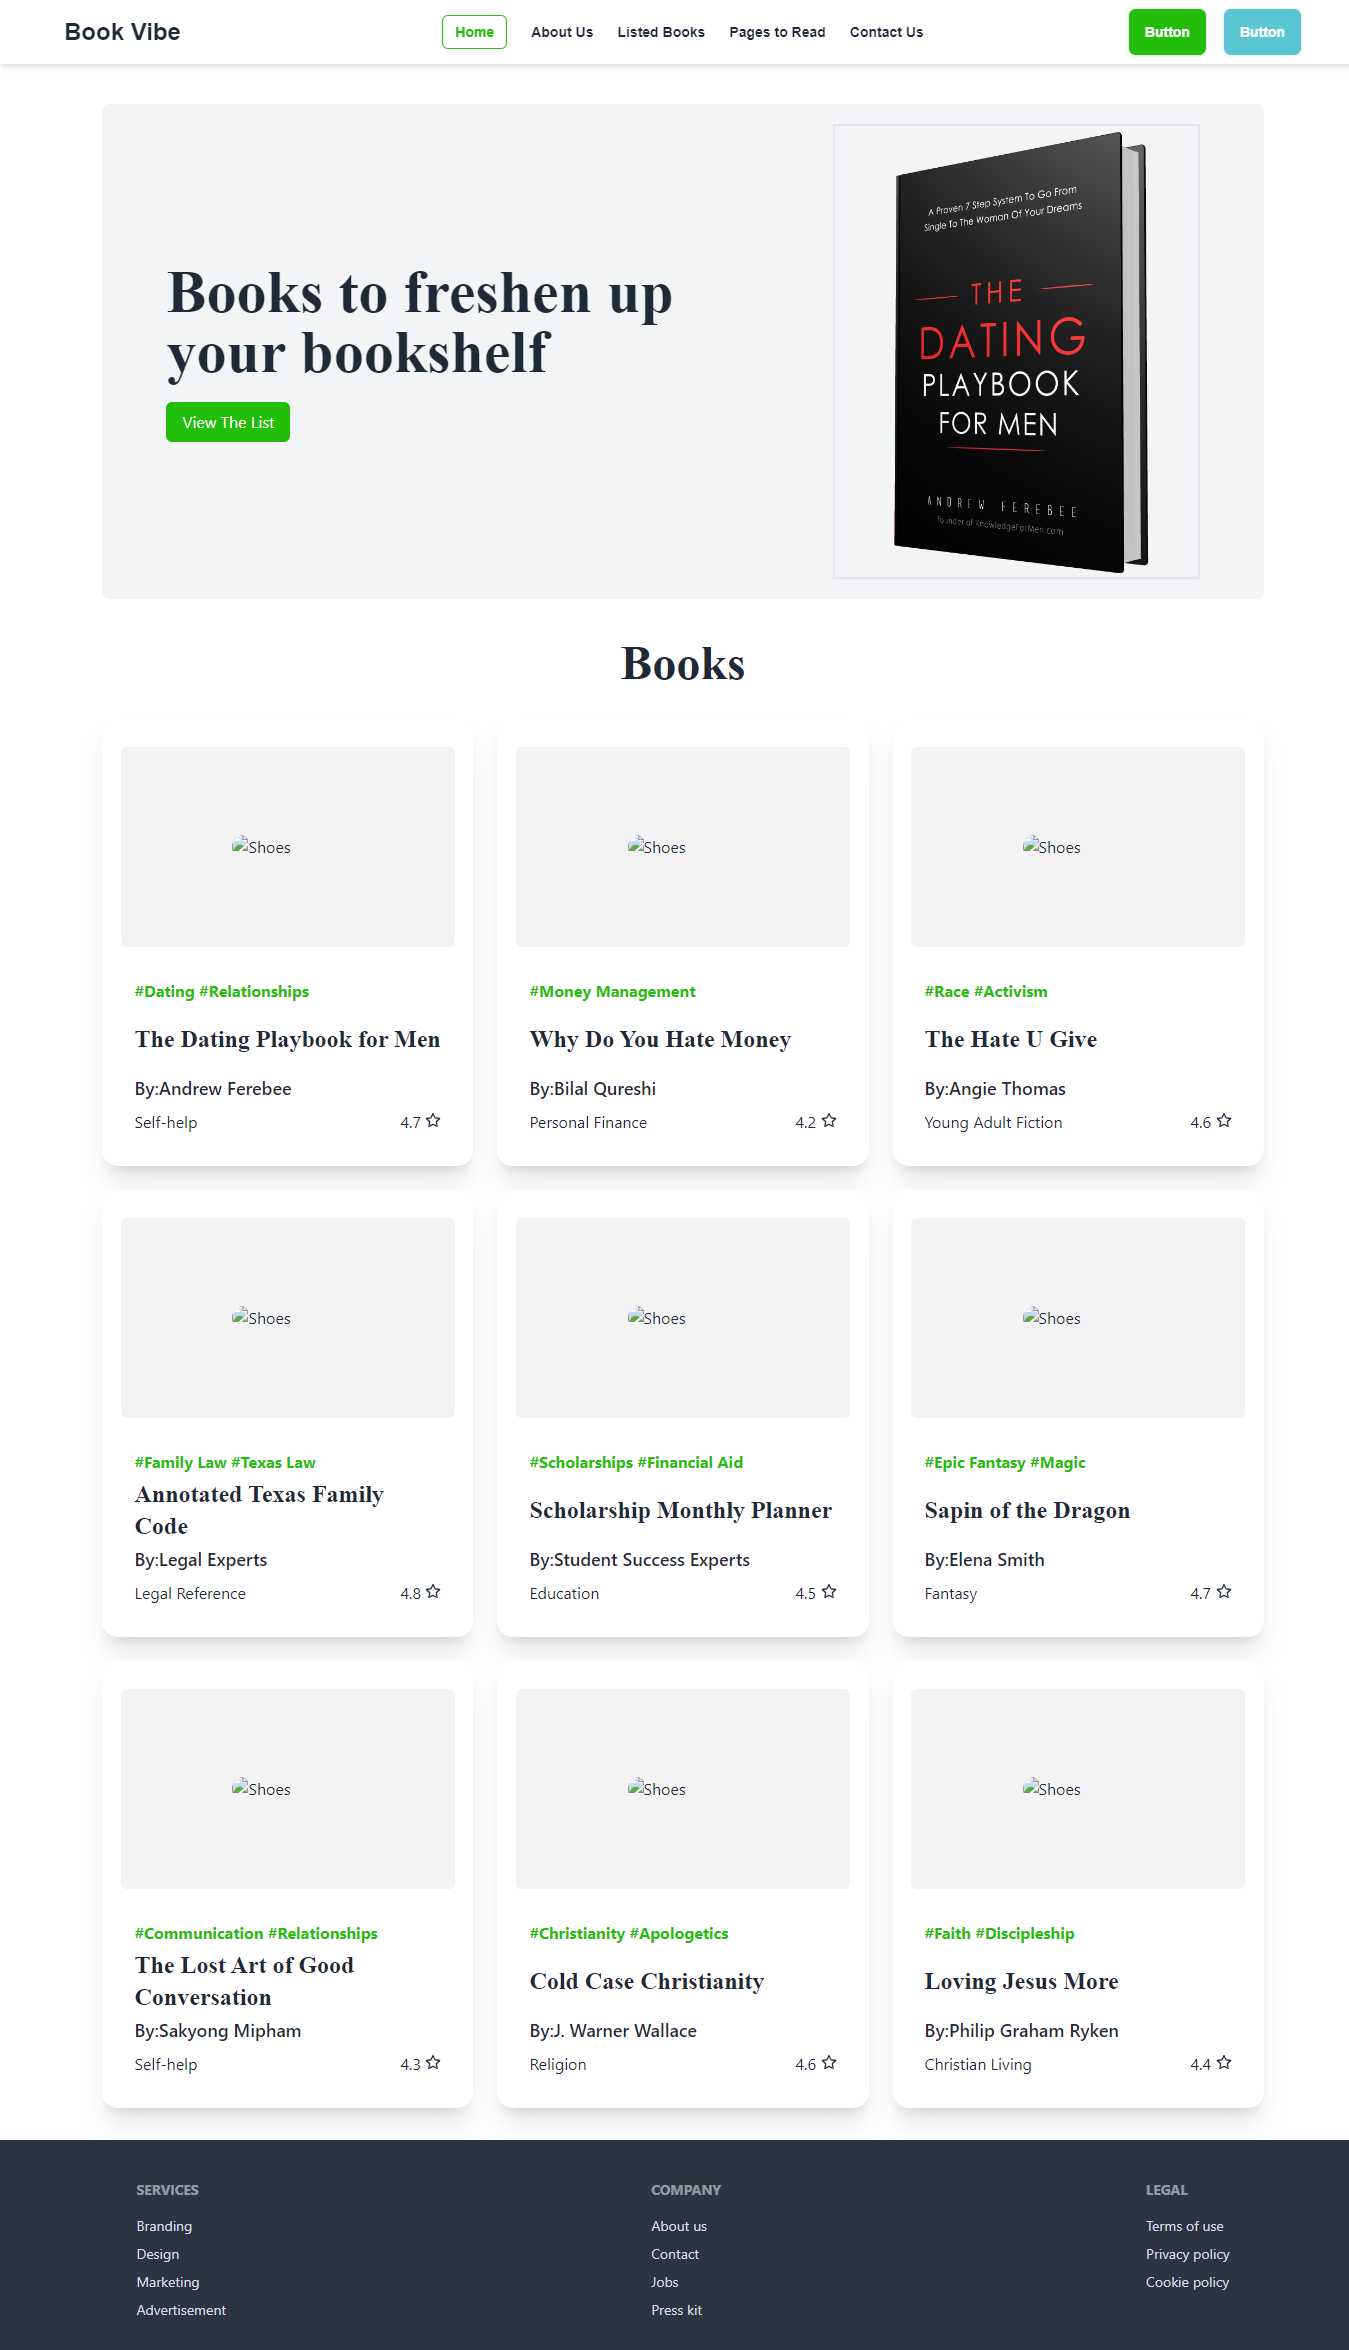 Book Vibe
Home
About Us
Listed Books
Pages to Read
Contact Us
Button
Button
A Proven 7 Step System To Go From
Single To The Woman Of Your Dreams
THE
DATING
PLAYBOOK
FOR MEN
ANDREW FEREBEE
founder of KnowledgeForMen.com
Books to freshen up
your bookshelf
View The List
Books
Shoes
Shoes
Shoes
#Dating #Relationships
#Money Management
#Race #Activism
The Dating Playbook for Men
Why Do You Hate Money
The Hate U Give
By:Andrew Ferebee
By:Bilal Qureshi
By:Angie Thomas
Self-help 4.7
Personal Finance 4.2
Young Adult Fiction 4.6
Shoes
Shoes
Shoes
#Family Law #Texas Law
#Scholarships #Financial Aid
#Epic Fantasy #Magic
Annotated Texas Family
Code
Scholarship Monthly Planner
Sapin of the Dragon
By:Legal Experts
By:Student Success Experts
By:Elena Smith
Legal Reference 4.8
Education 4.5
Fantasy 4.7
Shoes
Shoes
Shoes
#Communication #Relationships
#Christianity #Apologetics
#Faith #Discipleship
The Lost Art of Good
Conversation
Cold Case Christianity
Loving Jesus More
By:Sakyong Mipham
By:J. Warner Wallace
By:Philip Graham Ryken
Self-help 4.3
Religion 4.6
Christian Living 4.4
SERVICES
Branding
Design
Marketing
Advertisement
COMPANY
About us
Contact
Jobs
Press kit
LEGAL
Terms of use
Privacy policy
Cookie policy